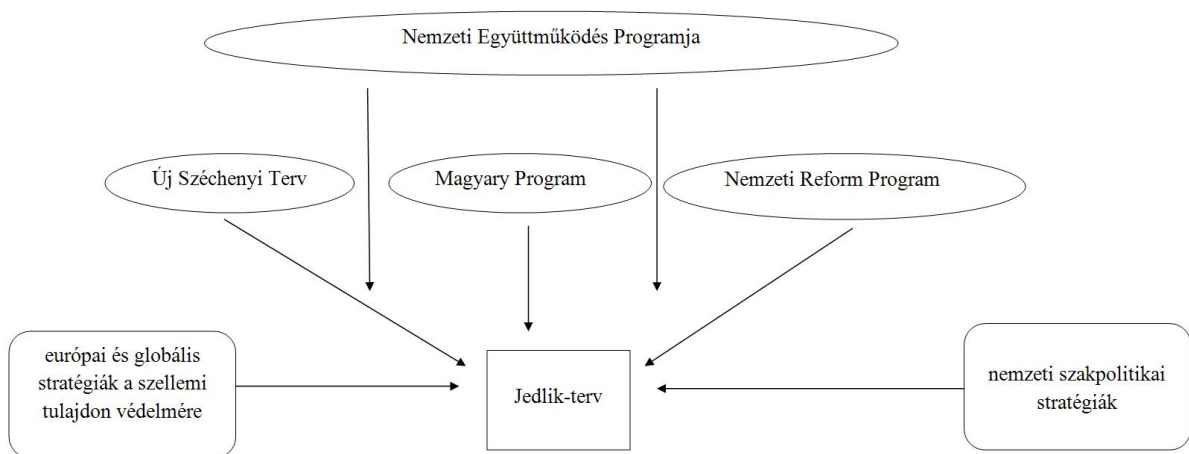 Nemzeti Együttműködés Programja
Új Széchenyi Terv
Magyary Program
Nemzeti Reform Program
európai és globális
stratégiák a szellemi
tulajdon védelmére
Jedlik-terv
nemzeti szakpolitikai
stratégiák